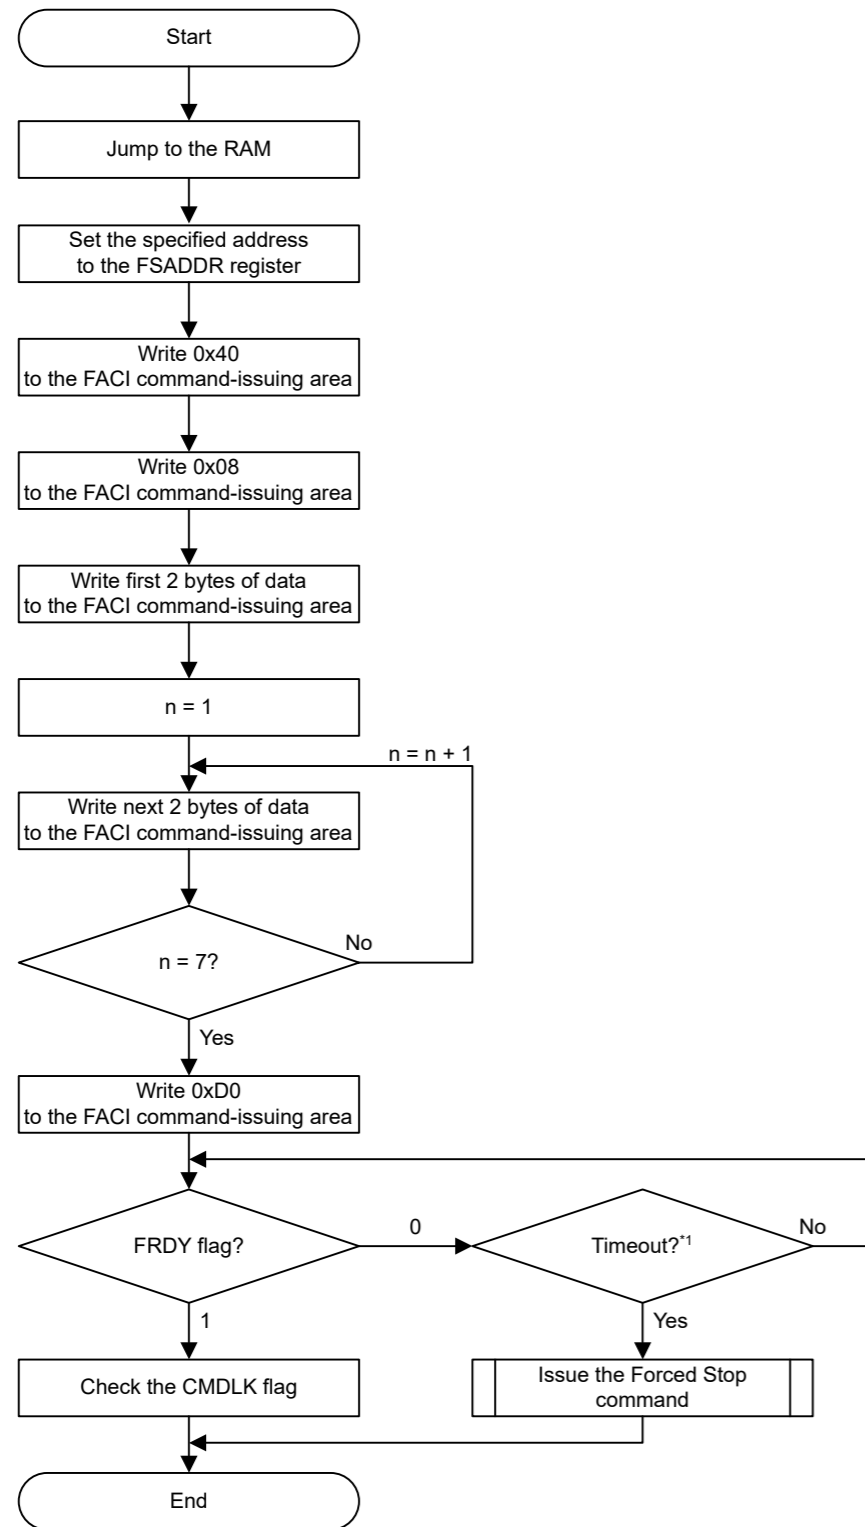 Start
Jump to the RAM
Set the specified address
to the FSADDR register
Write 0x40
to the FACI command-issuing area
Write 0x08
to the FACI command-issuing area
Write first 2 bytes of data
to the FACI command-issuing area
n = 1
n = n + 1
Write next 2 bytes of data
to the FACI command-issuing area
n = 7?
No
Yes
Write 0xD0
to the FACI command-issuing area
FRDY flag?
0
Timeout?*1
No
1
Yes
Check the CMDLK flag
Issue the Forced Stop
command
End